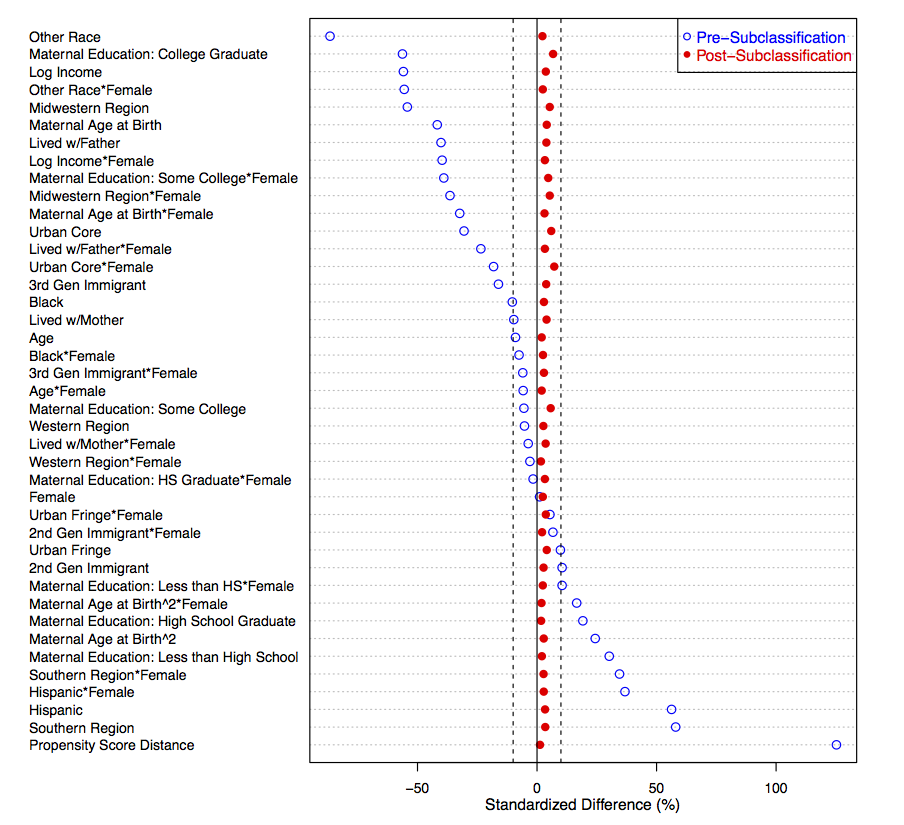 Other Race
Maternal Education: College Graduate
Log Income
Other Race*Female
Midwestern Region
Maternal Age at Birth
Lived w/Father
Log Income*Female
Maternal Education: Some College*Female
Midwestern Region*Female
Maternal Age at Birth*Female
Urban Core
Lived w/Father*Female
Urban Core*Female
3rd Gen Immigrant
Black
Lived w/Mother
Age
Black*Female
3rd Gen Immigrant*Female
Age*Female
Maternal Education: Some College
Western Region
Lived w/Mother*Female
Western Region*Female
Maternal Education: HS Graduate*Female
Female
Urban Fringe*Female
2nd Gen Immigrant*Female
Urban Fringe
2nd Gen Immigrant
Maternal Education: Less than HS*Female
Maternal Age at Birth^2*Female
Maternal Education: High School Graduate
Maternal Age at Birth^2
Maternal Education: Less than High School
Southern Region*Female
Hispanic*Female
Hispanic
Southern Region
Propensity Score Distance
Pre−Subclassification
Post−Subclassification
−50 0 50 100
Standardized Difference (%)